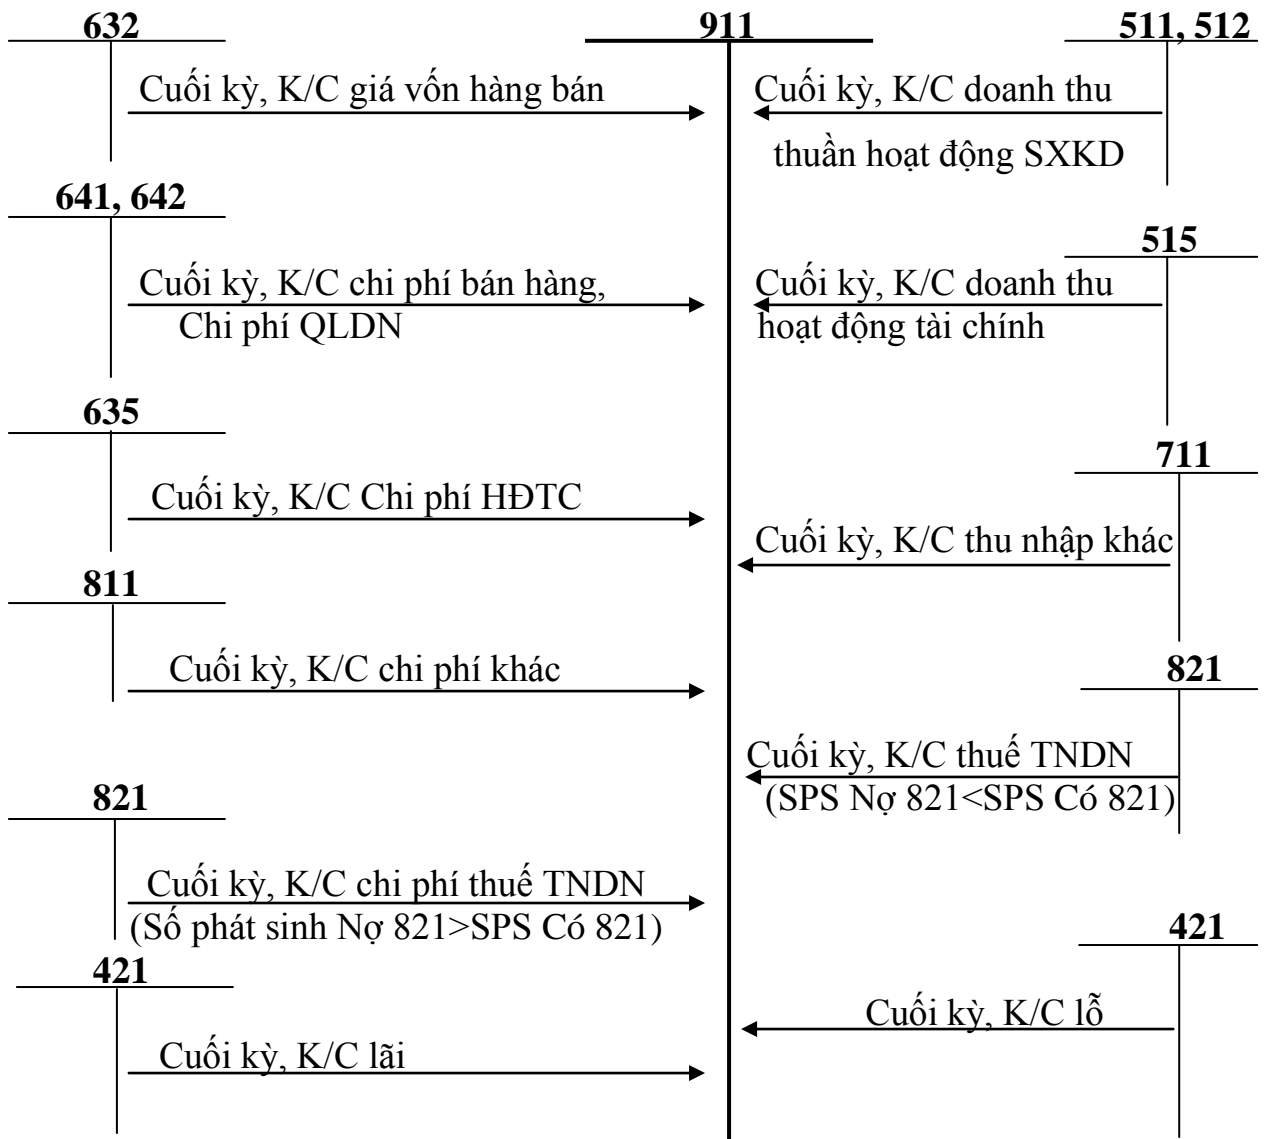 632
911
511, 512
Cuối kỳ, K/C giá vốn hàng bán
Cuối kỳ, K/C doanh thu
thuần hoạt động SXKD
641, 642
515
Cuối kỳ, K/C chi phí bán hàng,
Chi phí QLDN
Cuối kỳ, K/C doanh thu
hoạt động tài chính
635
711
Cuối kỳ, K/C Chi phí HĐTC
Cuối kỳ, K/C thu nhập khác
811
Cuối kỳ, K/C chi phí khác
821
Cuối kỳ, K/C thuế TNDN
(SPS Nợ 821<SPS Có 821)
821
Cuối kỳ, K/C chi phí thuế TNDN
(Số phát sinh Nợ 821>SPS Có 821)
421
421
Cuối kỳ, K/C lỗ
Cuối kỳ, K/C lãi